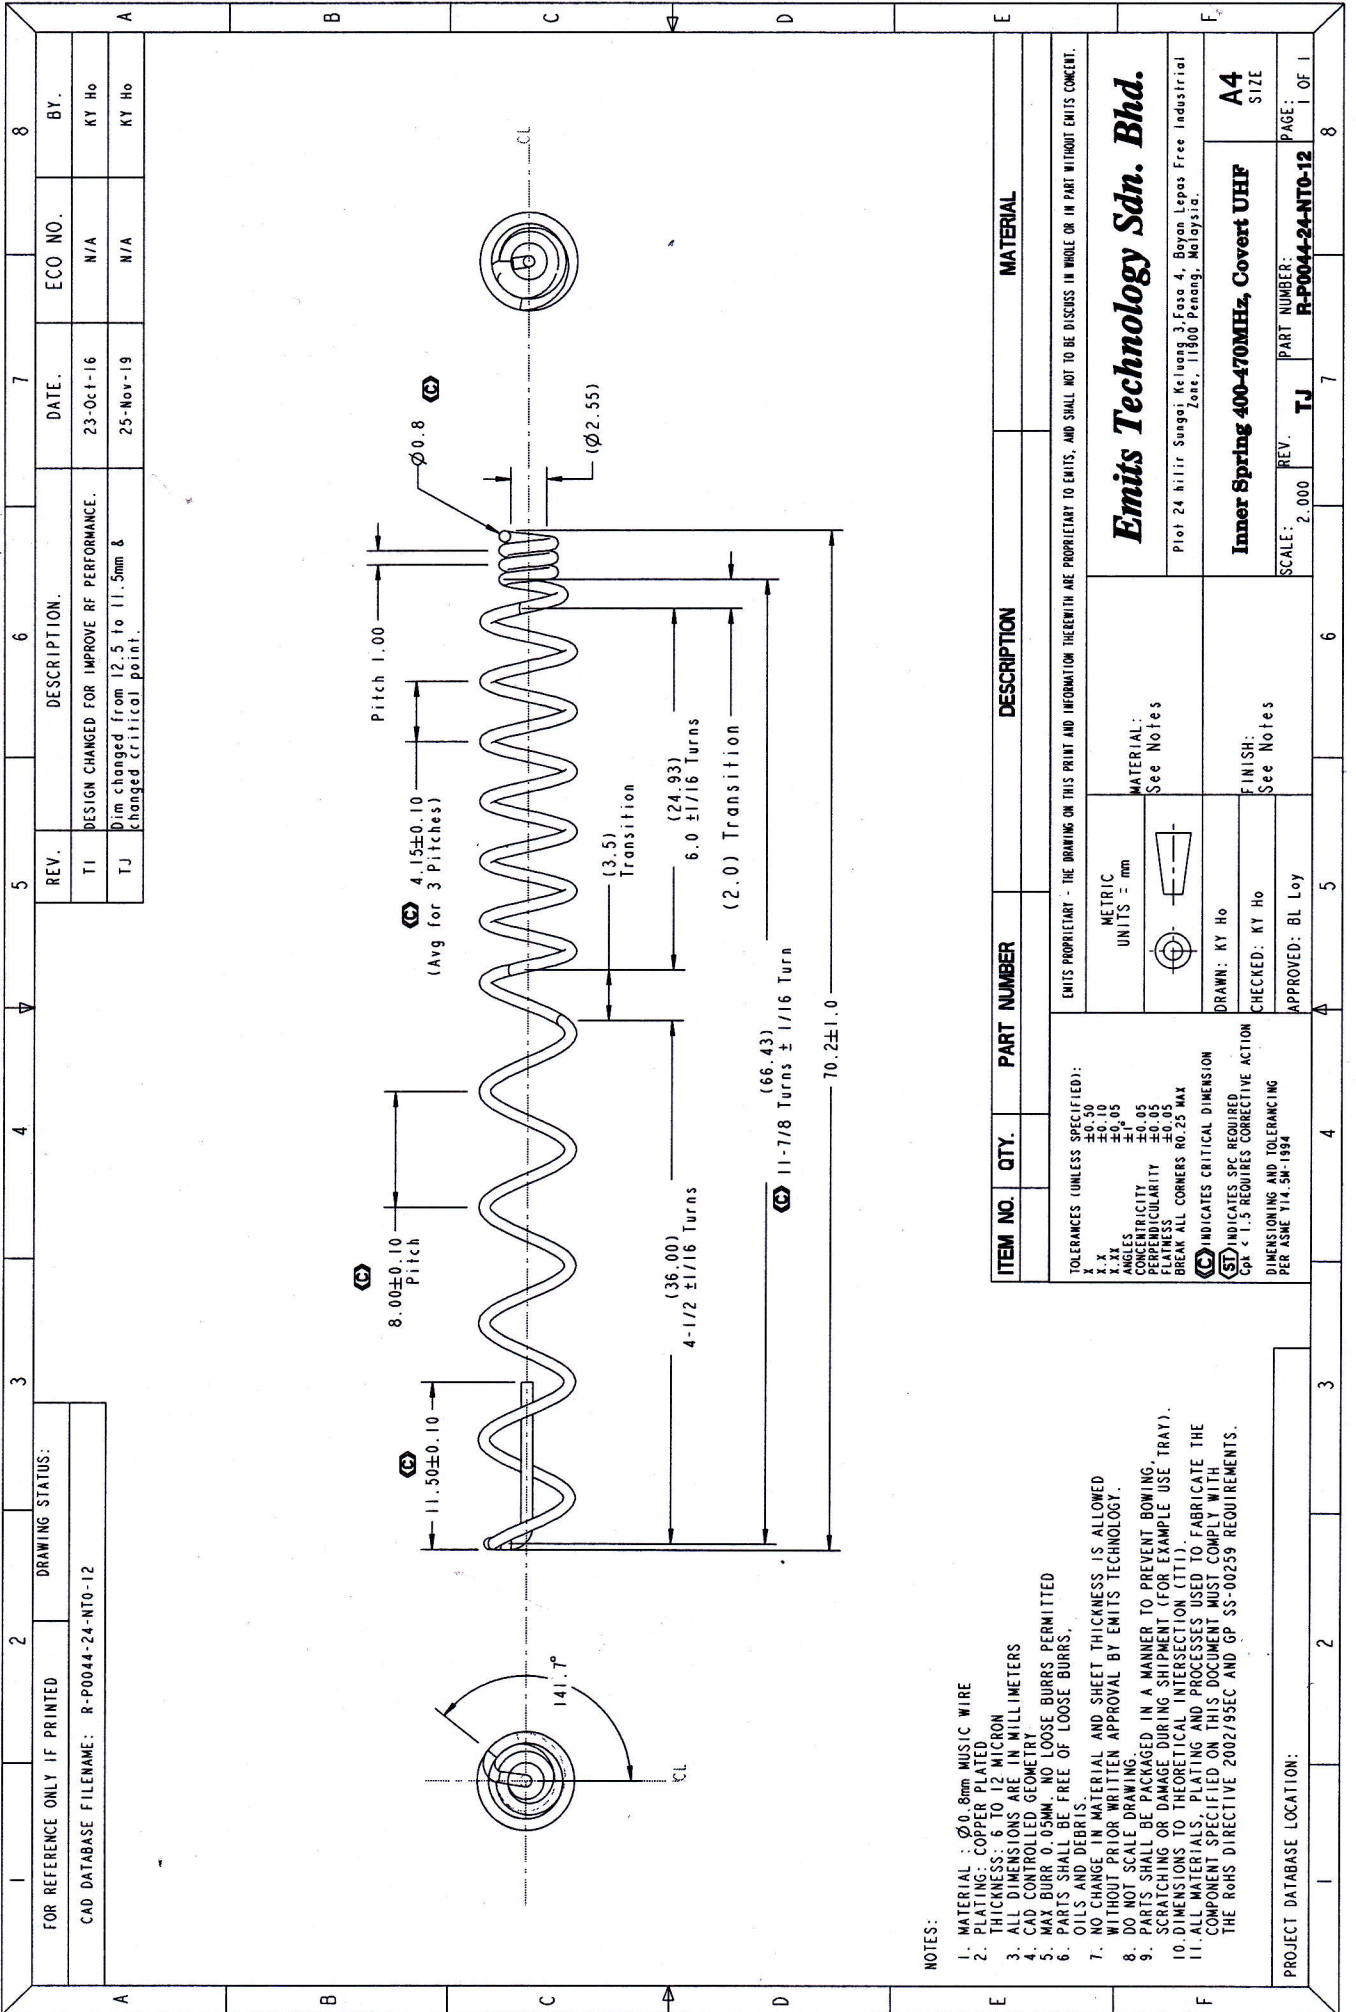 1 2 3 4 5 6 7 8
A B C D E F
FOR REFERENCE ONLY IF PRINTED
DRAWING STATUS:
CAD DATABASE FILENAME: R-P0044-24-NT0-12
REV. DESCRIPTION. DATE. ECO NO. BY.
T1 DESIGN CHANGED FOR IMPROVE RF PERFORMANCE. 23-Oct-16 N/A KY Ho
TJ Dim changed from 12.5 to 11.5mm &
changed critical point. 25-Nov-19 N/A KY Ho
141.7°
CL
C
11.50±0.10
C
8.00±0.10
Pitch
C 4.15±0.10
(Avg for 3 Pitches)
Pitch 1.00
Ø0.8 C
(Ø2.55)
CL
(3.5)
Transition
(36.00)
4-1/2 ±1/16 Turns
(24.93)
6.0 ±1/16 Turns
(2.0) Transition
(66.43)
C 11-7/8 Turns ± 1/16 Turn
70.2±1.0
NOTES:
1. MATERIAL : Ø0.8mm MUSIC WIRE
2. PLATING: COPPER PLATED
THICKNESS: 6 TO 12 MICRON
3. ALL DIMENSIONS ARE IN MILLIMETERS
4. CAD CONTROLLED GEOMETRY
5. MAX BURR 0.05MM, NO LOOSE BURRS PERMITTED
6. PARTS SHALL BE FREE OF LOOSE BURRS,
OILS AND DEBRIS.
7. NO CHANGE IN MATERIAL AND SHEET THICKNESS IS ALLOWED
WITHOUT PRIOR WRITTEN APPROVAL BY EMITS TECHNOLOGY.
8. DO NOT SCALE DRAWING.
9. PARTS SHALL BE PACKAGED IN A MANNER TO PREVENT BOWING,
SCRATCHING OR DAMAGE DURING SHIPMENT (FOR EXAMPLE USE TRAY).
10. DIMENSIONS TO THEORETICAL INTERSECTION (TTI).
11. ALL MATERIALS, PLATING AND PROCESSES USED TO FABRICATE THE
COMPONENT SPECIFIED ON THIS DOCUMENT MUST COMPLY WITH
THE RoHS DIRECTIVE 2002/95EC AND GP SS-00259 REQUIREMENTS.
PROJECT DATABASE LOCATION:
ITEM NO. QTY. PART NUMBER DESCRIPTION MATERIAL
TOLERANCES (UNLESS SPECIFIED):
X ±0.50
X.X ±0.10
X.XX ±0.05
ANGLES ±1°
CONCENTRICITY ±0.05
PERPENDICULARITY ±0.05
FLATNESS ±0.05
BREAK ALL CORNERS R0.25 MAX
C INDICATES CRITICAL DIMENSION
ST INDICATES SPC REQUIRED
Cpk < 1.5 REQUIRES CORRECTIVE ACTION
DIMENSIONING AND TOLERANCING
PER ASME Y14.5M-1994
EMITS PROPRIETARY - THE DRAWING ON THIS PRINT AND INFORMATION THEREWITH ARE PROPRIETARY TO EMITS, AND SHALL NOT TO BE DISCUSS IN WHOLE OR IN PART WITHOUT EMITS CONCENT.
METRIC
UNITS = mm
DRAWN: KY Ho
CHECKED: KY Ho
APPROVED: BL Loy
MATERIAL:
See Notes
FINISH:
See Notes
Emits Technology Sdn. Bhd.
Plot 24 hilir Sungai Keluang 3,Fasa 4, Bayan Lepas Free Industrial
Zone, 11900 Penang, Malaysia.
Inner Spring 400-470MHz, Covert UHF
A4
SIZE
SCALE: 2.000
REV. TJ
PART NUMBER:
R-P0044-24-NT0-12
PAGE:
1 OF 1
1 2 3 4 5 6 7 8
A B C D E F